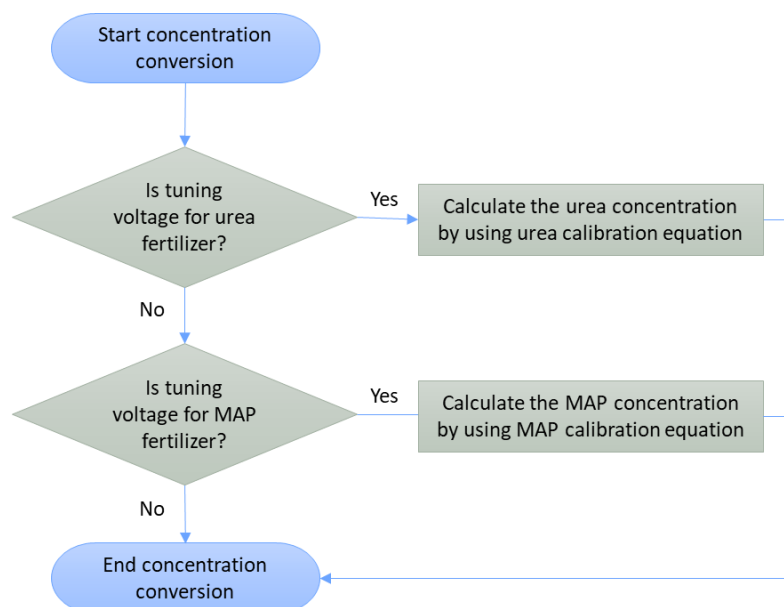 Start concentration
conversion
Is tuning
voltage for urea
fertilizer?
Yes
Calculate the urea concentration
by using urea calibration equation
No
Is tuning
voltage for MAP
fertilizer?
Yes
Calculate the MAP concentration
by using MAP calibration equation
No
End concentration
conversion